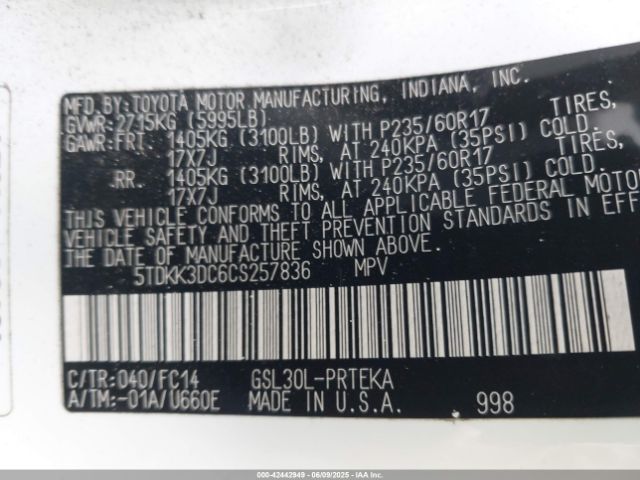 MFD.BY:TOYOTA MOTOR MANUFACTURING, INDIANA, INC.
GVWR:2715KG (5995LB)
GAWR:FRT. 1405KG (3100LB) WITH P235/60R17 TIRES,
17X7J RIMS, AT 240KPA (35PSI) COLD.
RR. 1405KG (3100LB) WITH P235/60R17 TIRES,
17X7J RIMS, AT 240KPA (35PSI) COLD.
THIS VEHICLE CONFORMS TO ALL APPLICABLE FEDERAL MOTOR
VEHICLE SAFETY AND THEFT PREVENTION STANDARDS IN EFF
THE DATE OF MANUFACTURE SHOWN ABOVE.
5TDKK3DC6CS257836 MPV
C/TR:040/FC14 GSL30L-PRTEKA
A/TM:-01A/U660E MADE IN U.S.A. 998
000-42442949 - 06/09/2025 - IAAI.CA